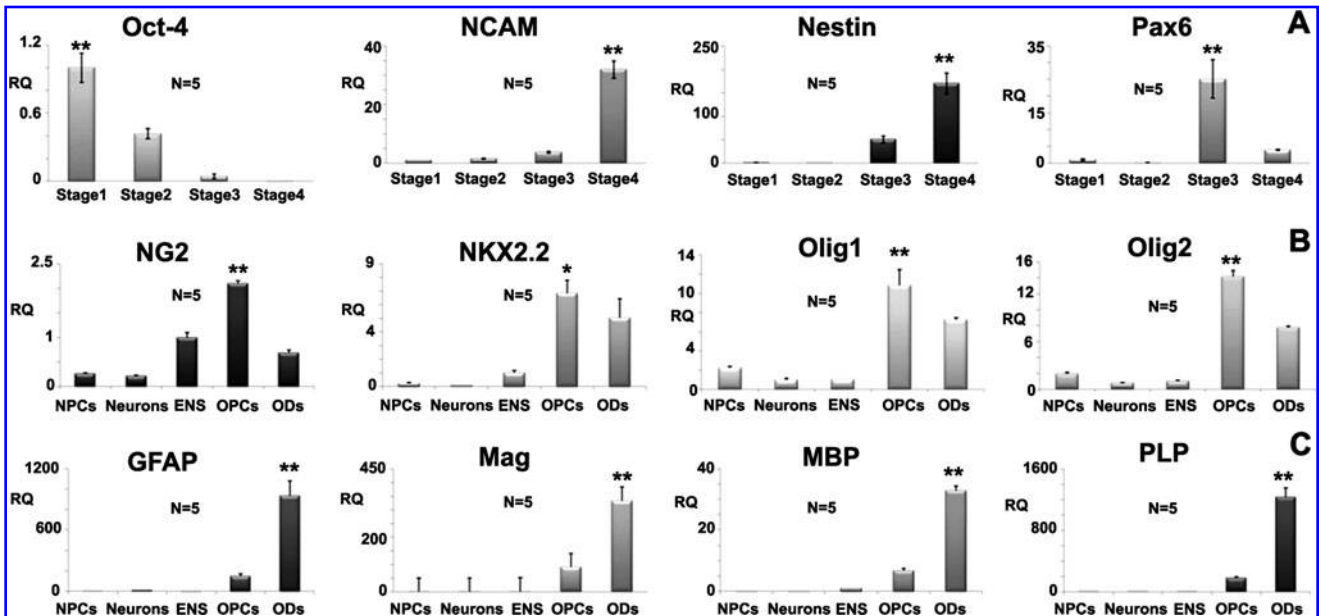 Oct-4 NCAM Nestin Pax6 A
1.2 ** 40 ** 250 ** 35 **
RQ N=5 RQ N=5 RQ N=5 RQ N=5
0.6 20 100 15
0 0 0 0
Stage1 Stage2 Stage3 Stage4 Stage1 Stage2 Stage3 Stage4 Stage1 Stage2 Stage3 Stage4 Stage1 Stage2 Stage3 Stage4
NG2 NKX2.2 Olig1 Olig2 B
2.5 ** 9 * 14 ** 16 **
N=5 N=5 10 N=5 12 N=5
RQ RQ RQ RQ
1 4 8
4
6 4
0 0 0 0
NPCs Neurons ENS OPCs ODs NPCs Neurons ENS OPCs ODs NPCs Neurons ENS OPCs ODs NPCs Neurons ENS OPCs ODs
GFAP Mag MBP PLP C
1200 ** 450 ** 40 ** 1600 **
RQ N=5 RQ N=5 RQ N=5 RQ N=5
600 200 20 800
0 0 0 0
NPCs Neurons ENS OPCs ODs NPCs Neurons ENS OPCs ODs NPCs Neurons ENS OPCs ODs NPCs Neurons ENS OPCs ODs